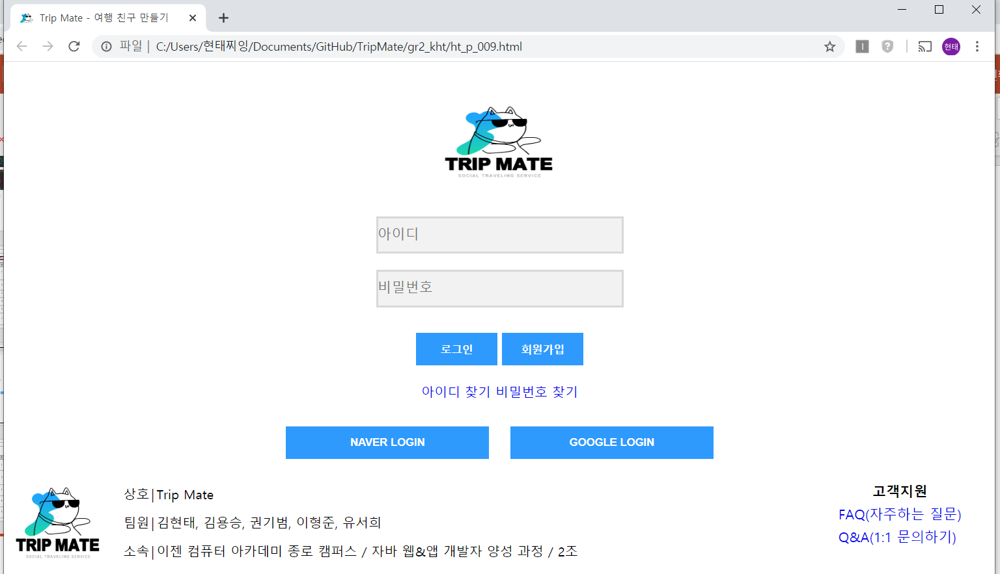 Trip Mate - 여행 친구 만들기
파일 | C:/Users/현태찌잉/Documents/GitHub/TripMate/gr2_kht/ht_p_009.html
현태
TRIP MATE
SOCIAL TRAVELING SERVICE
아이디
비밀번호
로그인 회원가입
아이디 찾기 비밀번호 찾기
NAVER LOGIN GOOGLE LOGIN
TRIP MATE
SOCIAL TRAVELING SERVICE
상호|Trip Mate
팀원|김현태, 김용승, 권기범, 이형준, 유서희
소속|이젠 컴퓨터 아카데미 종로 캠퍼스 / 자바 웹&앱 개발자 양성 과정 / 2조
고객지원
FAQ(자주하는 질문)
Q&A(1:1 문의하기)